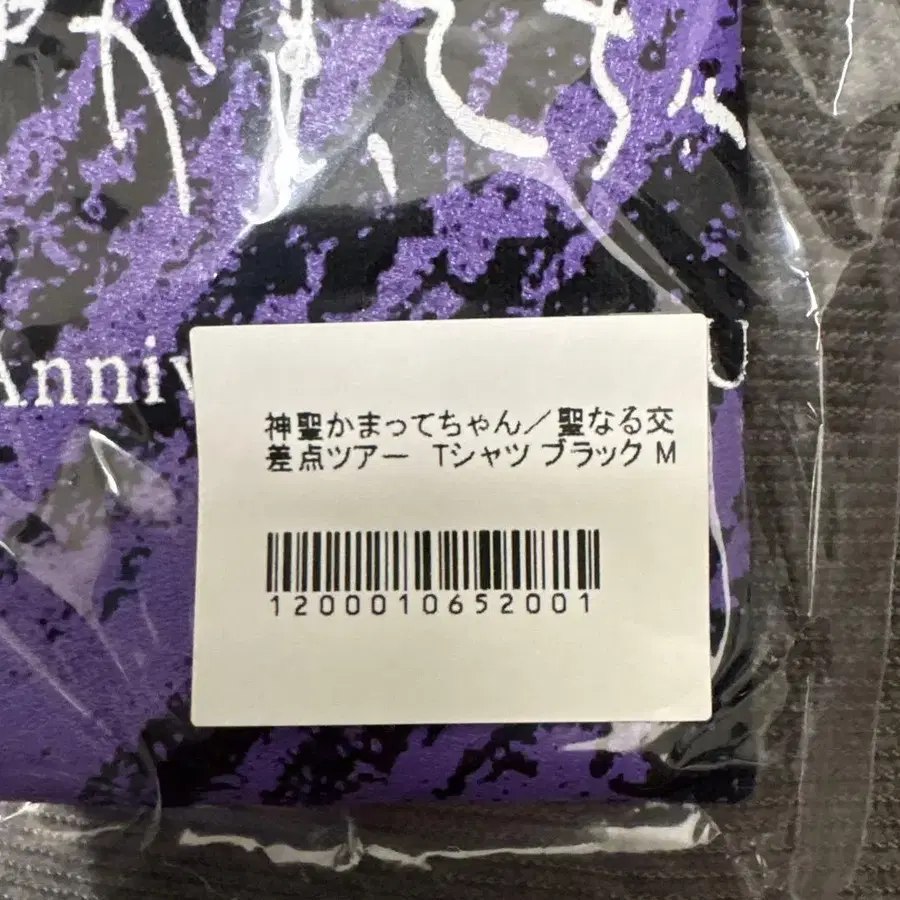 Anniv
神聖かまってちゃん／聖なる交
差点ツアー Tシャツ ブラック M
1200010652001